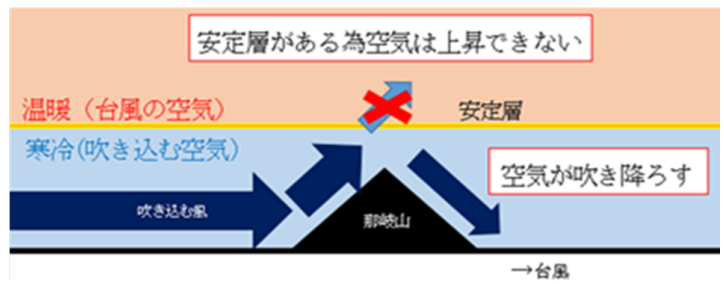 安定層がある為空気は上昇できない
温暖（台風の空気）
安定層
寒冷(吹き込む空気)
空気が吹き降ろす
吹き込む風
那岐山
→台風